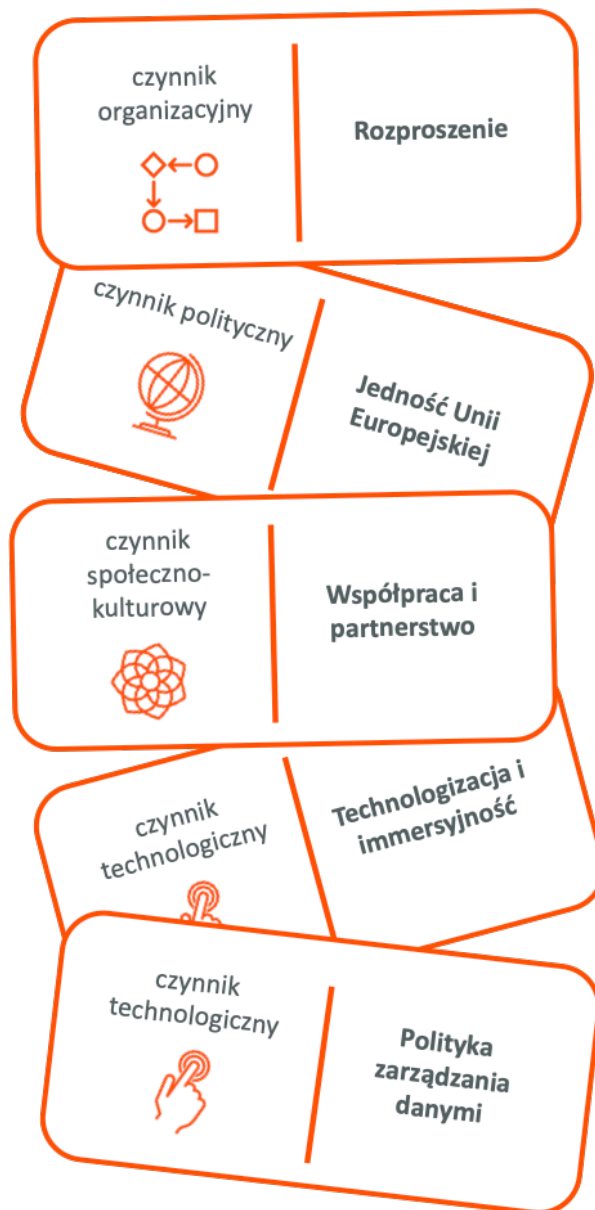 czynnik
organizacyjny
Rozproszenie
czynnik polityczny
Jedność Unii
Europejskiej
czynnik
społeczno-
kulturowy
Współpraca i
partnerstwo
czynnik
technologiczny
Technologizacja i
immersyjność
czynnik
technologiczny
Polityka
zarządzania
danymi